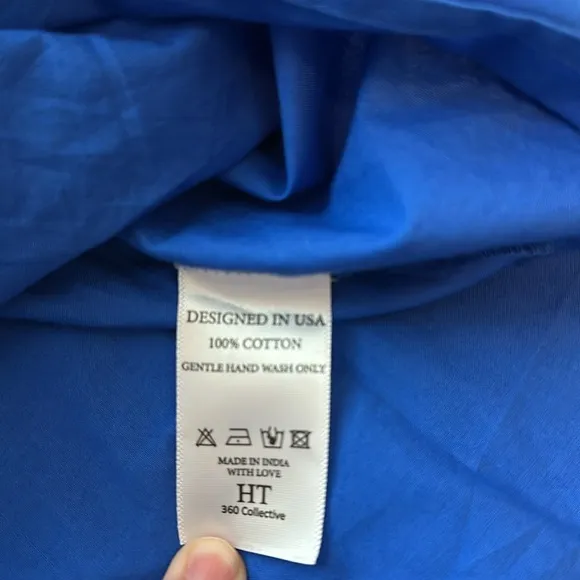 DESIGNED IN USA
100% COTTON
GENTLE HAND WASH ONLY
MADE IN INDIA
WITH LOVE
HT
360 Collective